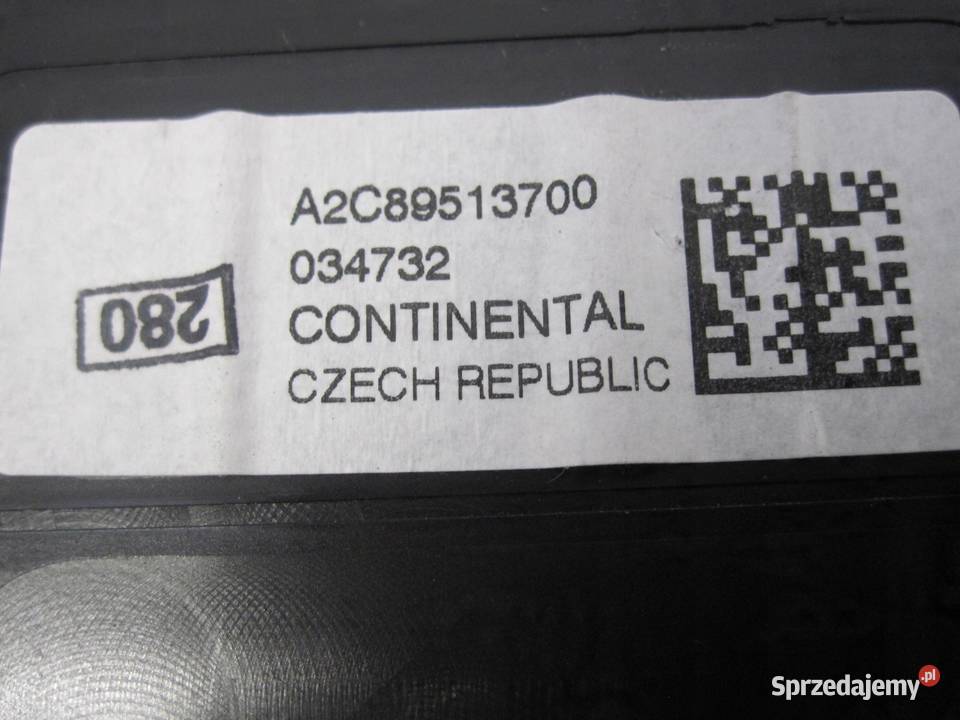 A2C89513700
034732
CONTINENTAL
CZECH REPUBLIC
280
Sprzedajemy.pl